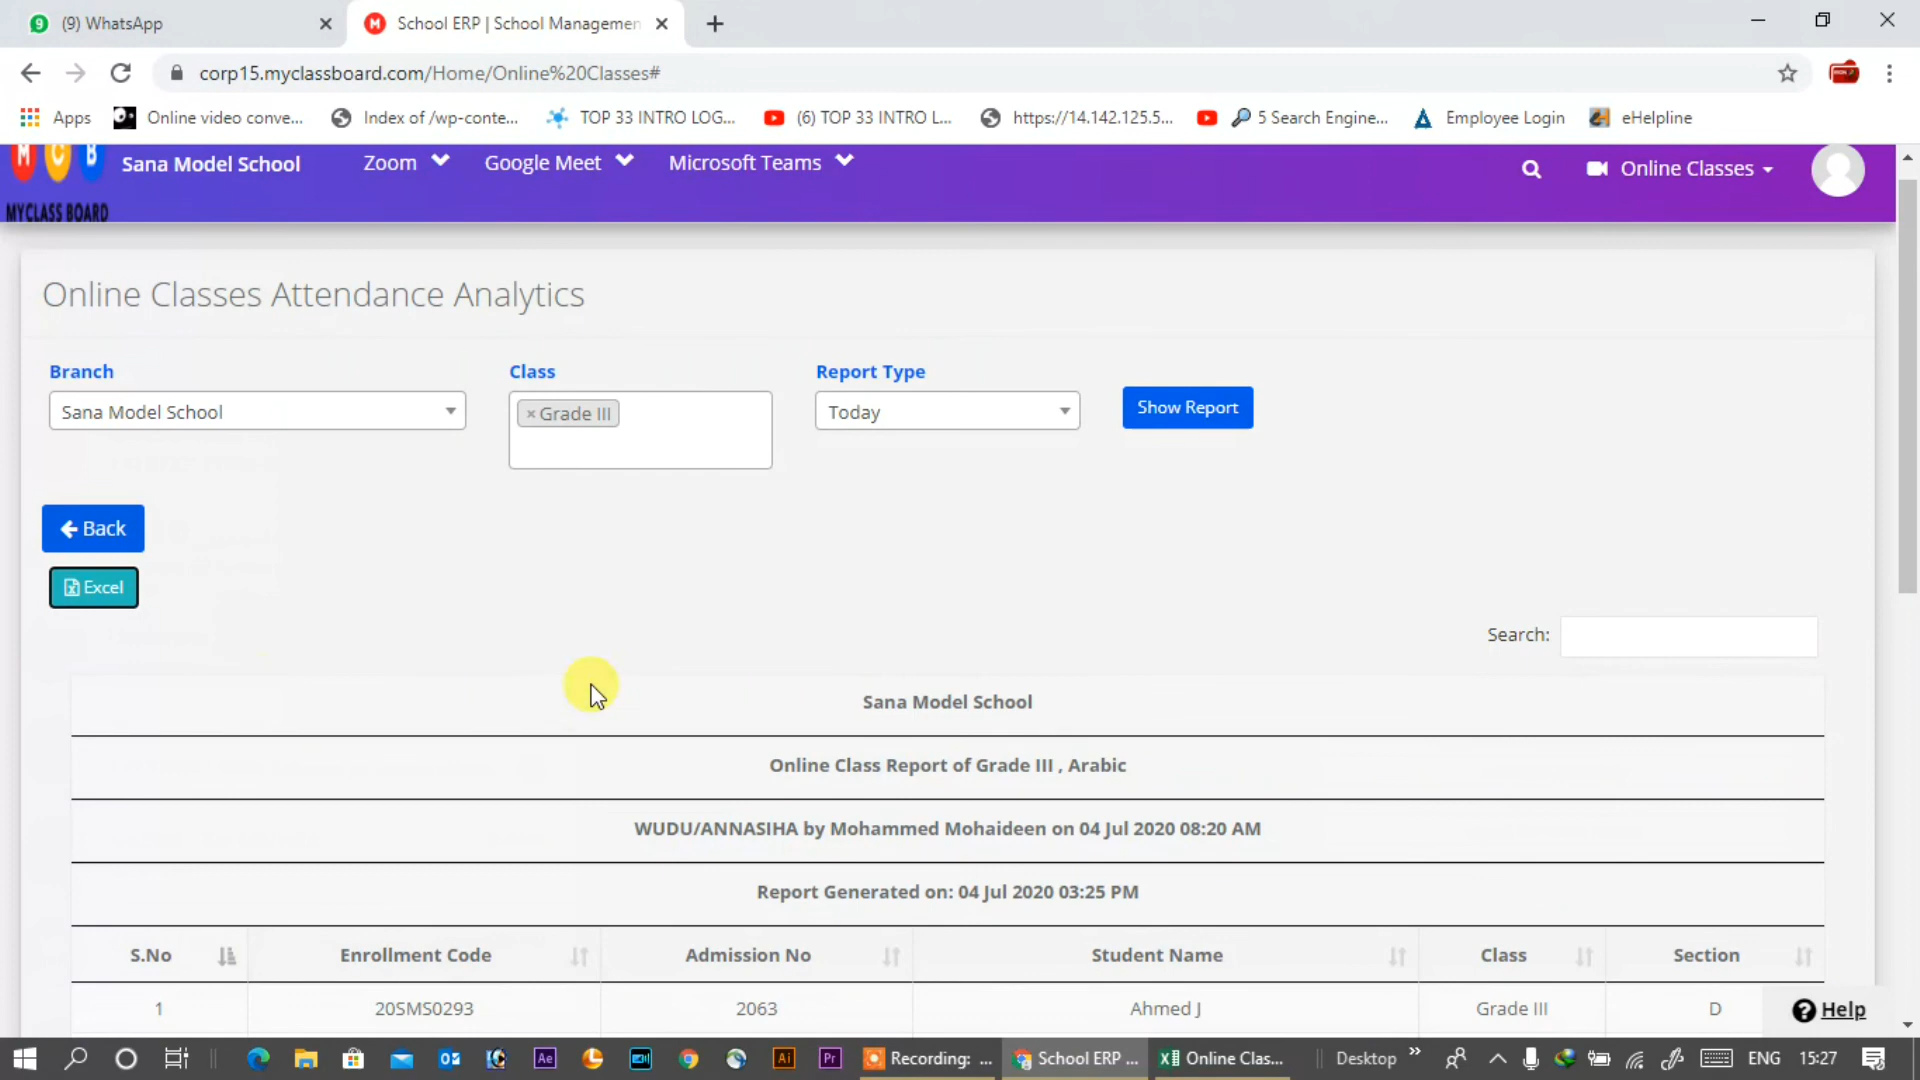 (9) WhatsApp
School ERP | School Managemen
corp15.myclassboard.com/Home/Online%20Classes#
Apps
Online video conve...
Index of /wp-conte...
TOP 33 INTRO LOG...
(6) TOP 33 INTRO L...
https://14.142.125.5...
5 Search Engine...
Employee Login
eHelpline
M C B
MYCLASS BOARD
Sana Model School
Zoom
Google Meet
Microsoft Teams
Online Classes
Online Classes Attendance Analytics
Branch
Class
Report Type
Sana Model School
× Grade III
Today
Show Report
Back
Excel
Search:
Sana Model School
Online Class Report of Grade III , Arabic
WUDU/ANNASIHA by Mohammed Mohaideen on 04 Jul 2020 08:20 AM
Report Generated on: 04 Jul 2020 03:25 PM
S.No Enrollment Code Admission No Student Name Class Section
1 20SMS0293 2063 Ahmed J Grade III D
Help
Recording: ...
School ERP ...
Online Clas...
Desktop
ENG
15:27